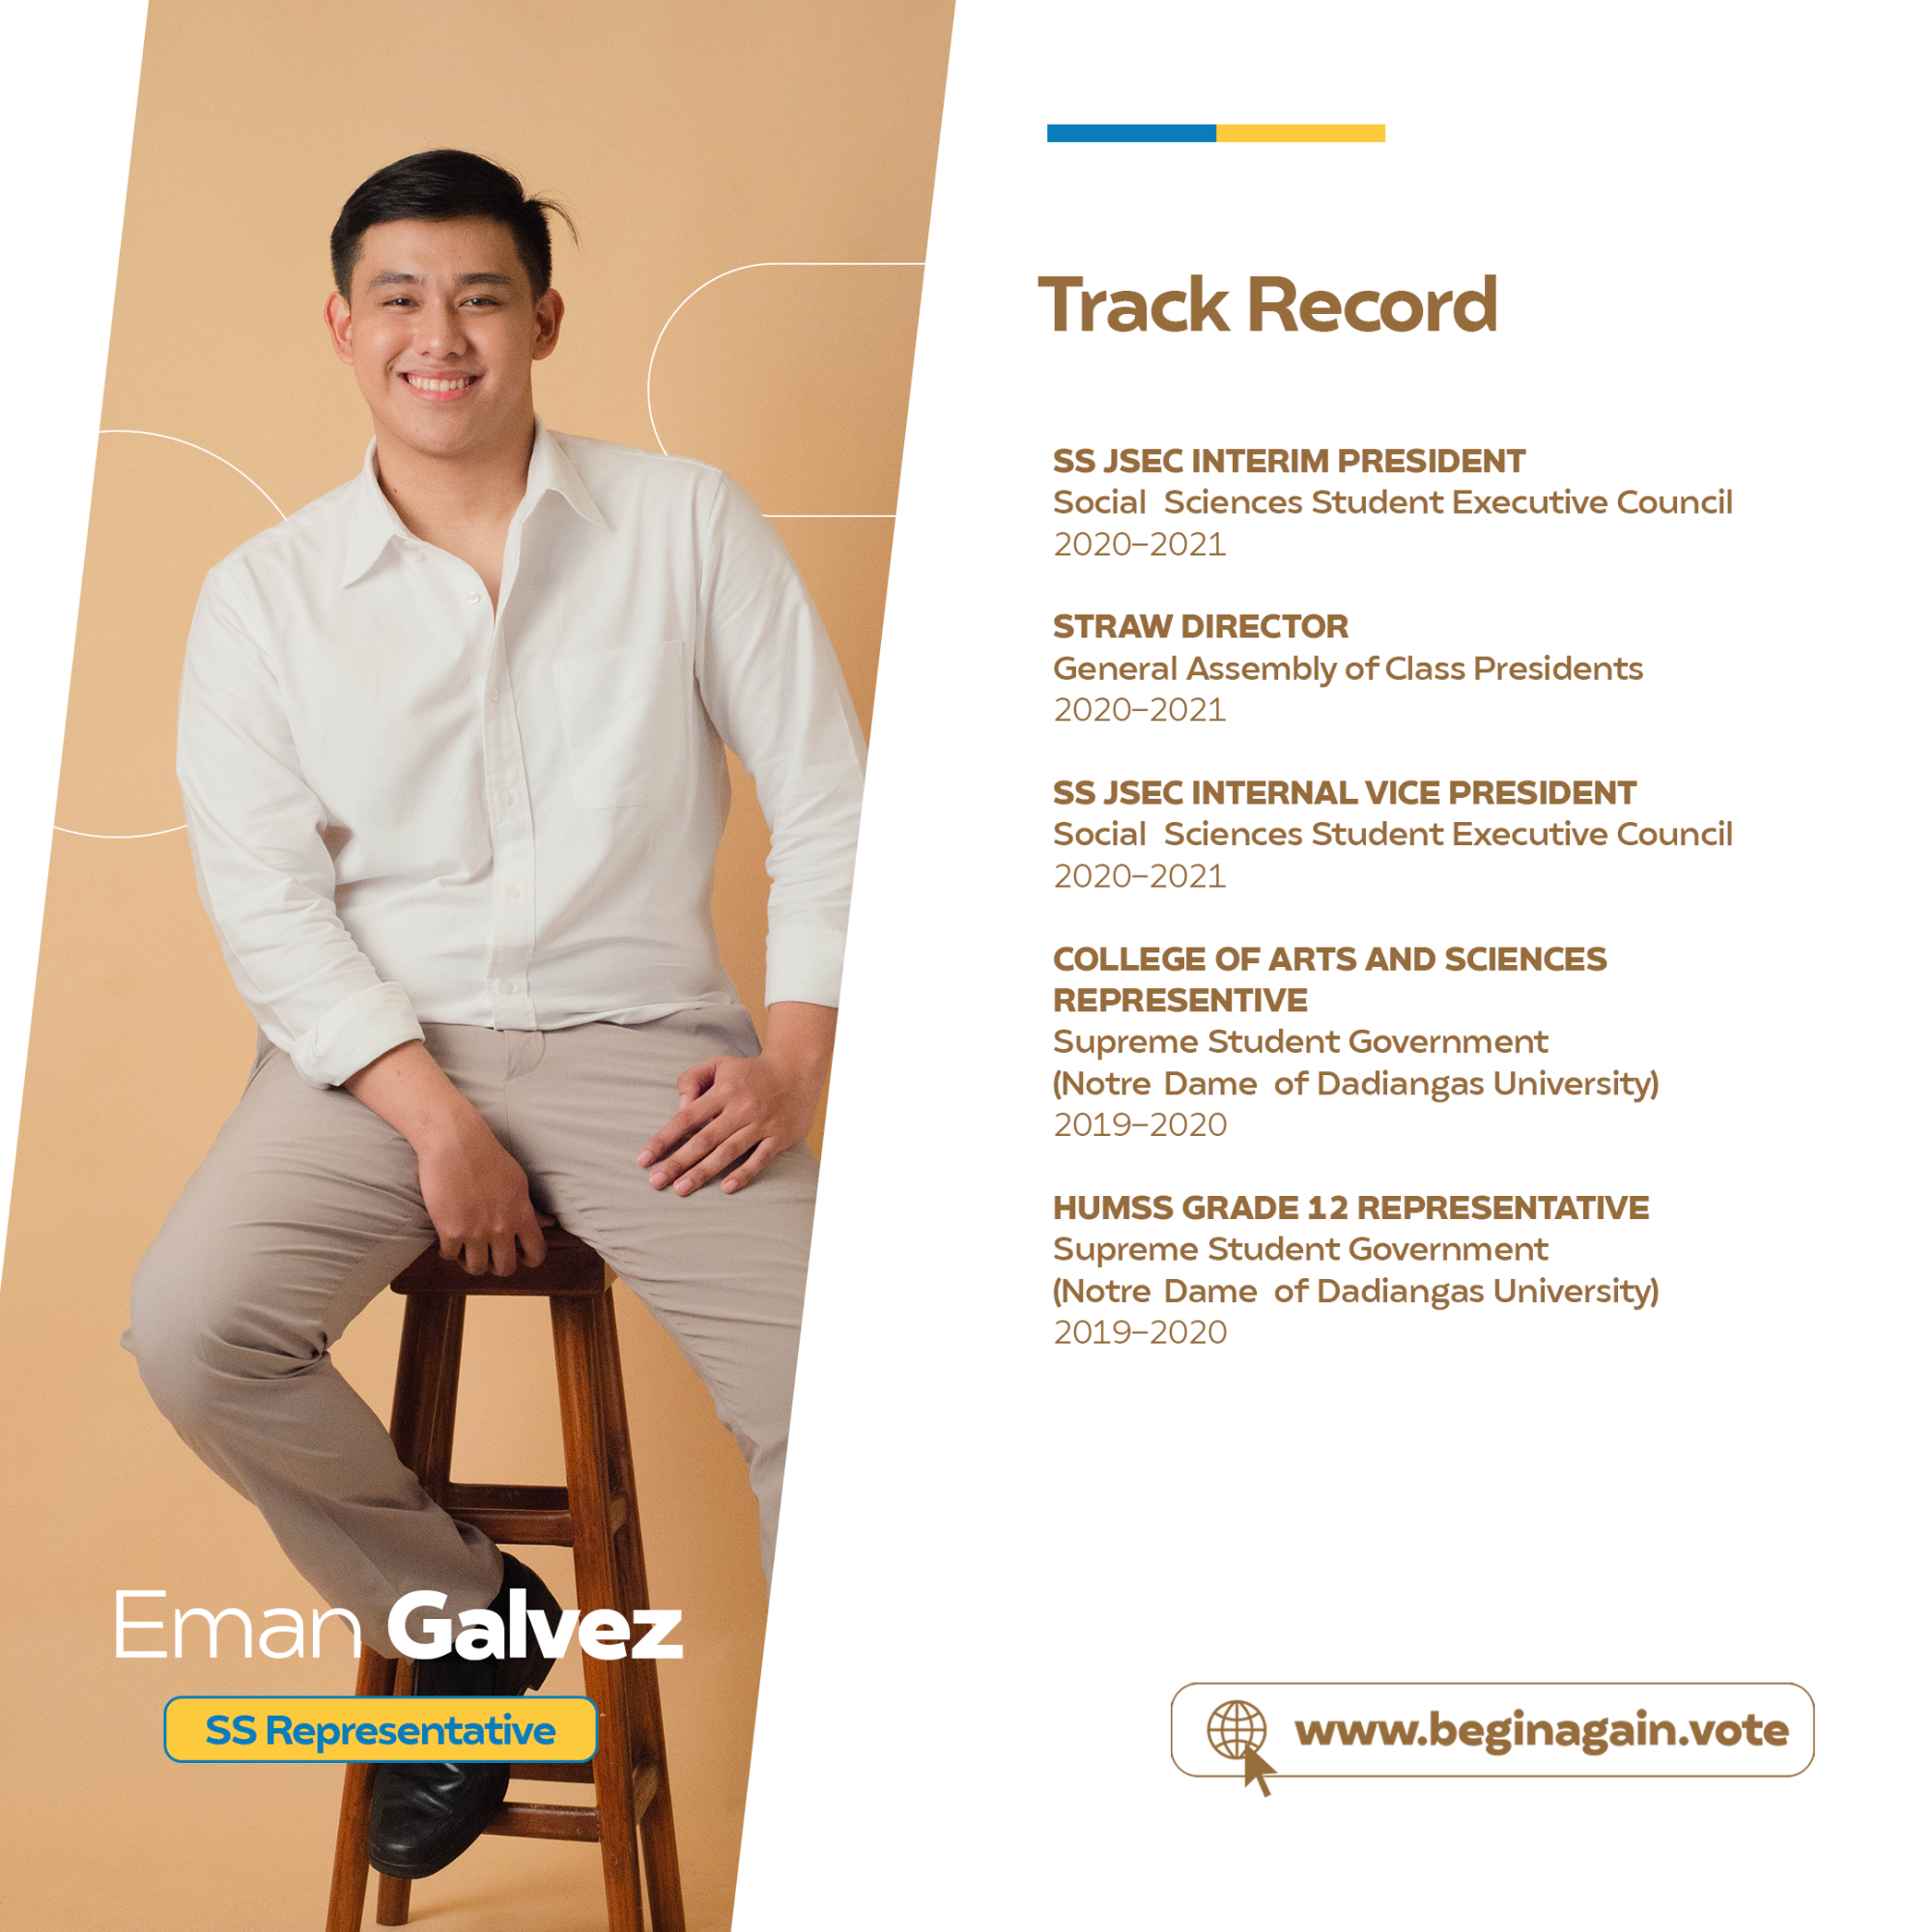 Track Record
SS JSEC INTERIM PRESIDENT
Social Sciences Student Executive Council
2020–2021
STRAW DIRECTOR
General Assembly of Class Presidents
2020–2021
SS JSEC INTERNAL VICE PRESIDENT
Social Sciences Student Executive Council
2020–2021
COLLEGE OF ARTS AND SCIENCES
REPRESENTIVE
Supreme Student Government
(Notre Dame of Dadiangas University)
2019–2020
HUMSS GRADE 12 REPRESENTATIVE
Supreme Student Government
(Notre Dame of Dadiangas University)
2019–2020
Eman Galvez
SS Representative
www.beginagain.vote